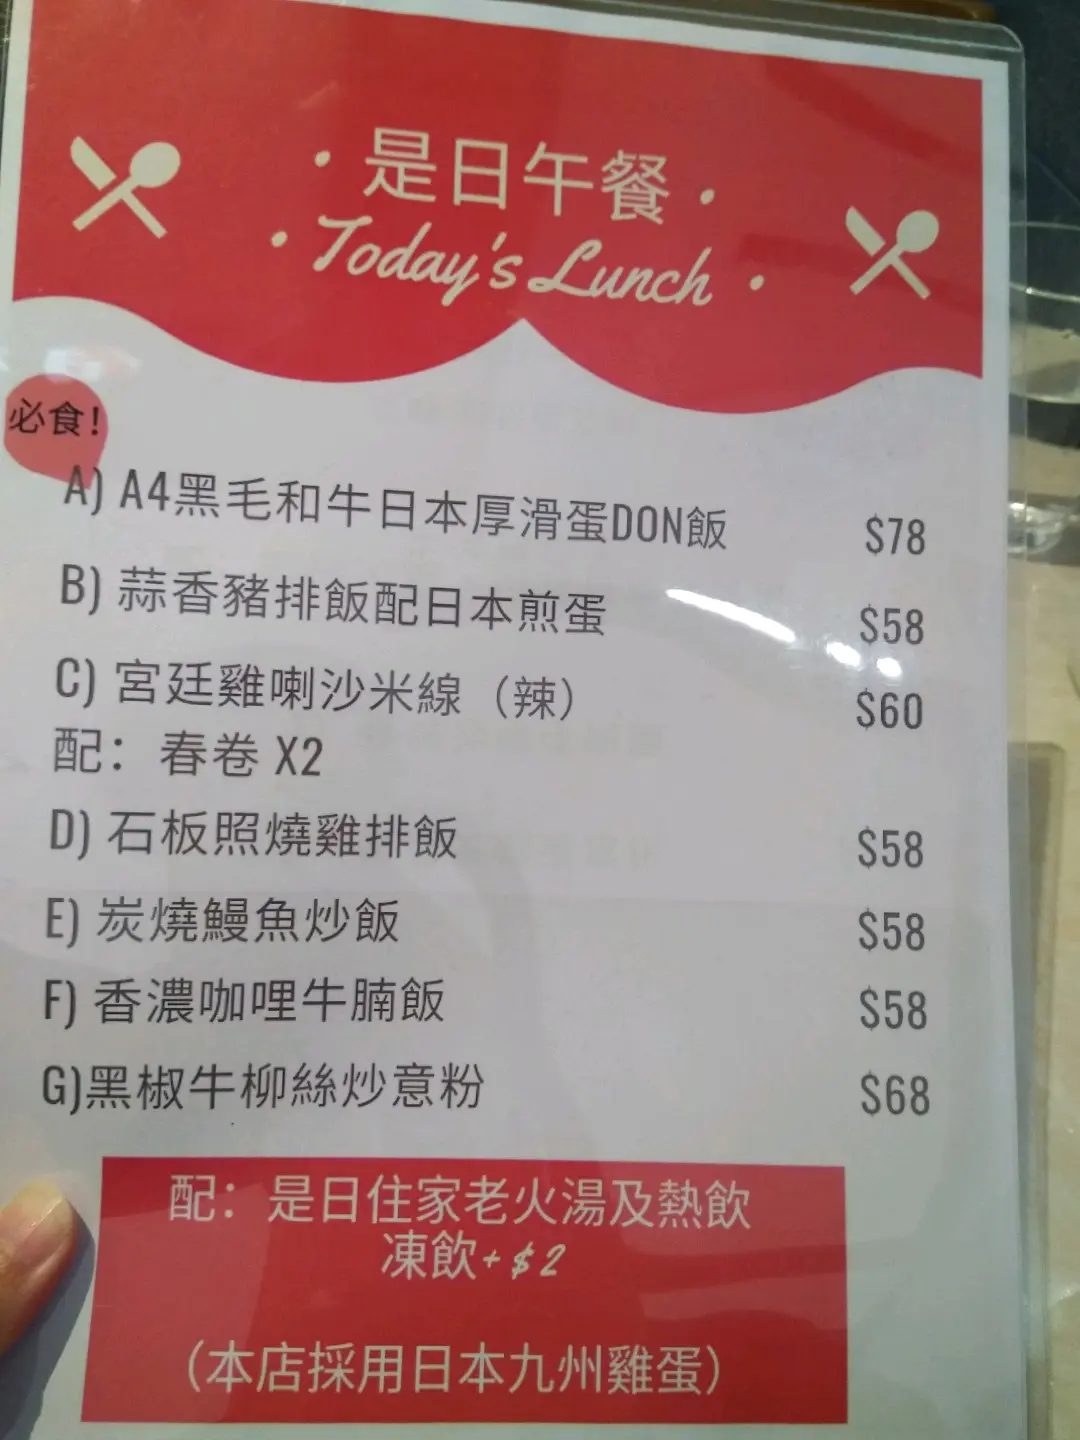 ·是日午餐·
·Today's Lunch·
必食!
A) A4黑毛和牛日本厚滑蛋DON飯 $78
B) 蒜香豬排飯配日本煎蛋 $58
C) 宮廷雞喇沙米線（辣） $60
配：春卷 X2
D) 石板照燒雞排飯 $58
E) 炭燒鰻魚炒飯 $58
F) 香濃咖哩牛腩飯 $58
G)黑椒牛柳絲炒意粉 $68
配：是日住家老火湯及熱飲
凍飲+$2
（本店採用日本九州雞蛋）